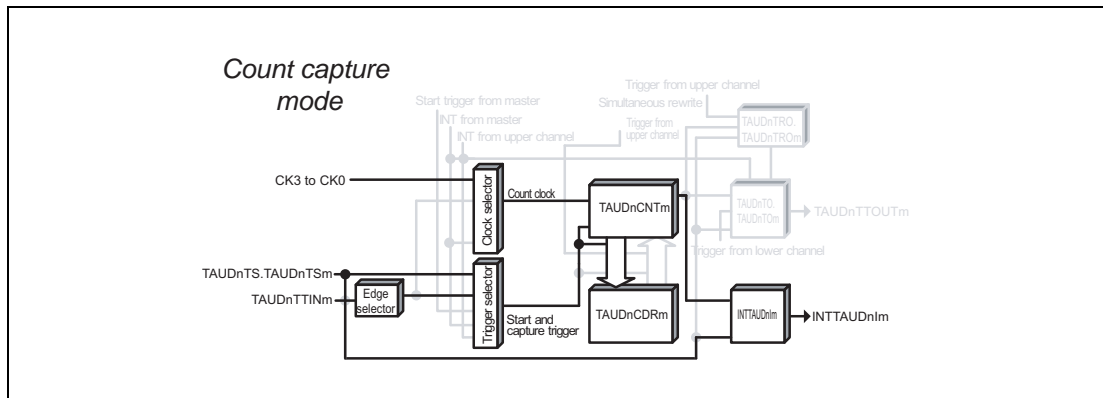 Count capture
mode
Trigger from upper channel
Simultaneous rewrite
Start trigger from master
INT from master
INT from upper channel
Trigger from
upper channel
TAUDnTRO.
TAUDnTROm
CK3 to CK0
Clock selector
Count clock
TAUDnCNTm
TAUDnTO.
TAUDnTOm
TAUDnTTOUTm
Trigger from lower channel
TAUDnTS.TAUDnTSm
TAUDnTTINm
Edge
selector
Trigger selector
Start and
capture trigger
TAUDnCDRm
INTTAUDnIm
INTTAUDnIm